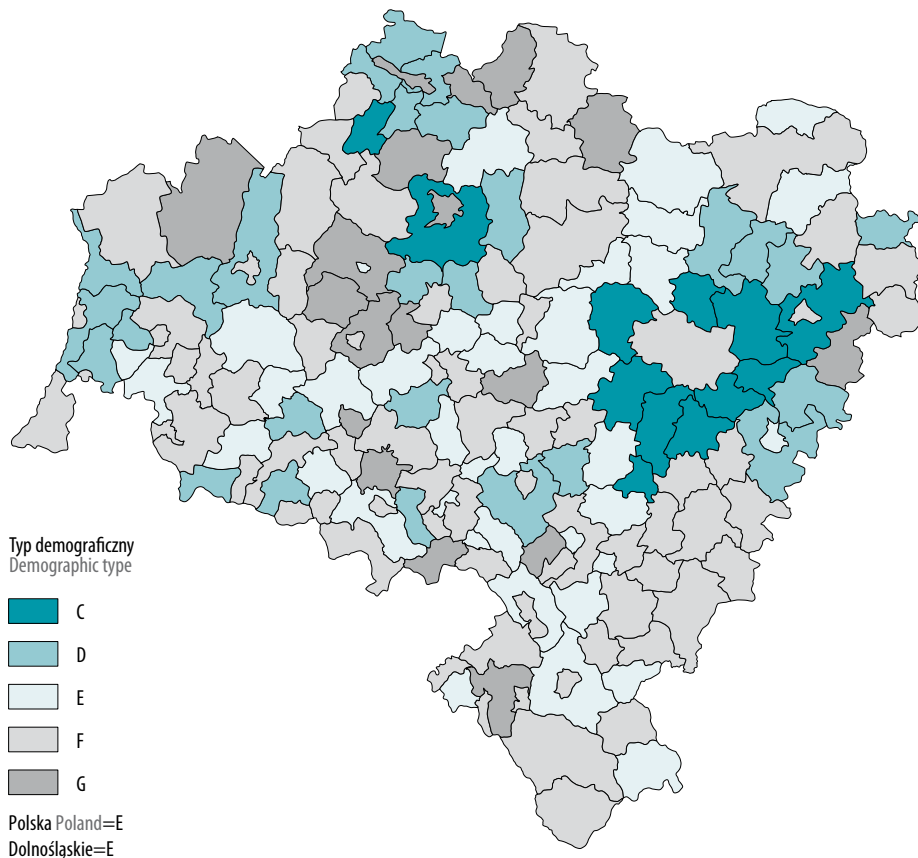 Typ demograficzny
Demographic type
C
D
E
F
G
Polska Poland=E
Dolnośląskie=E